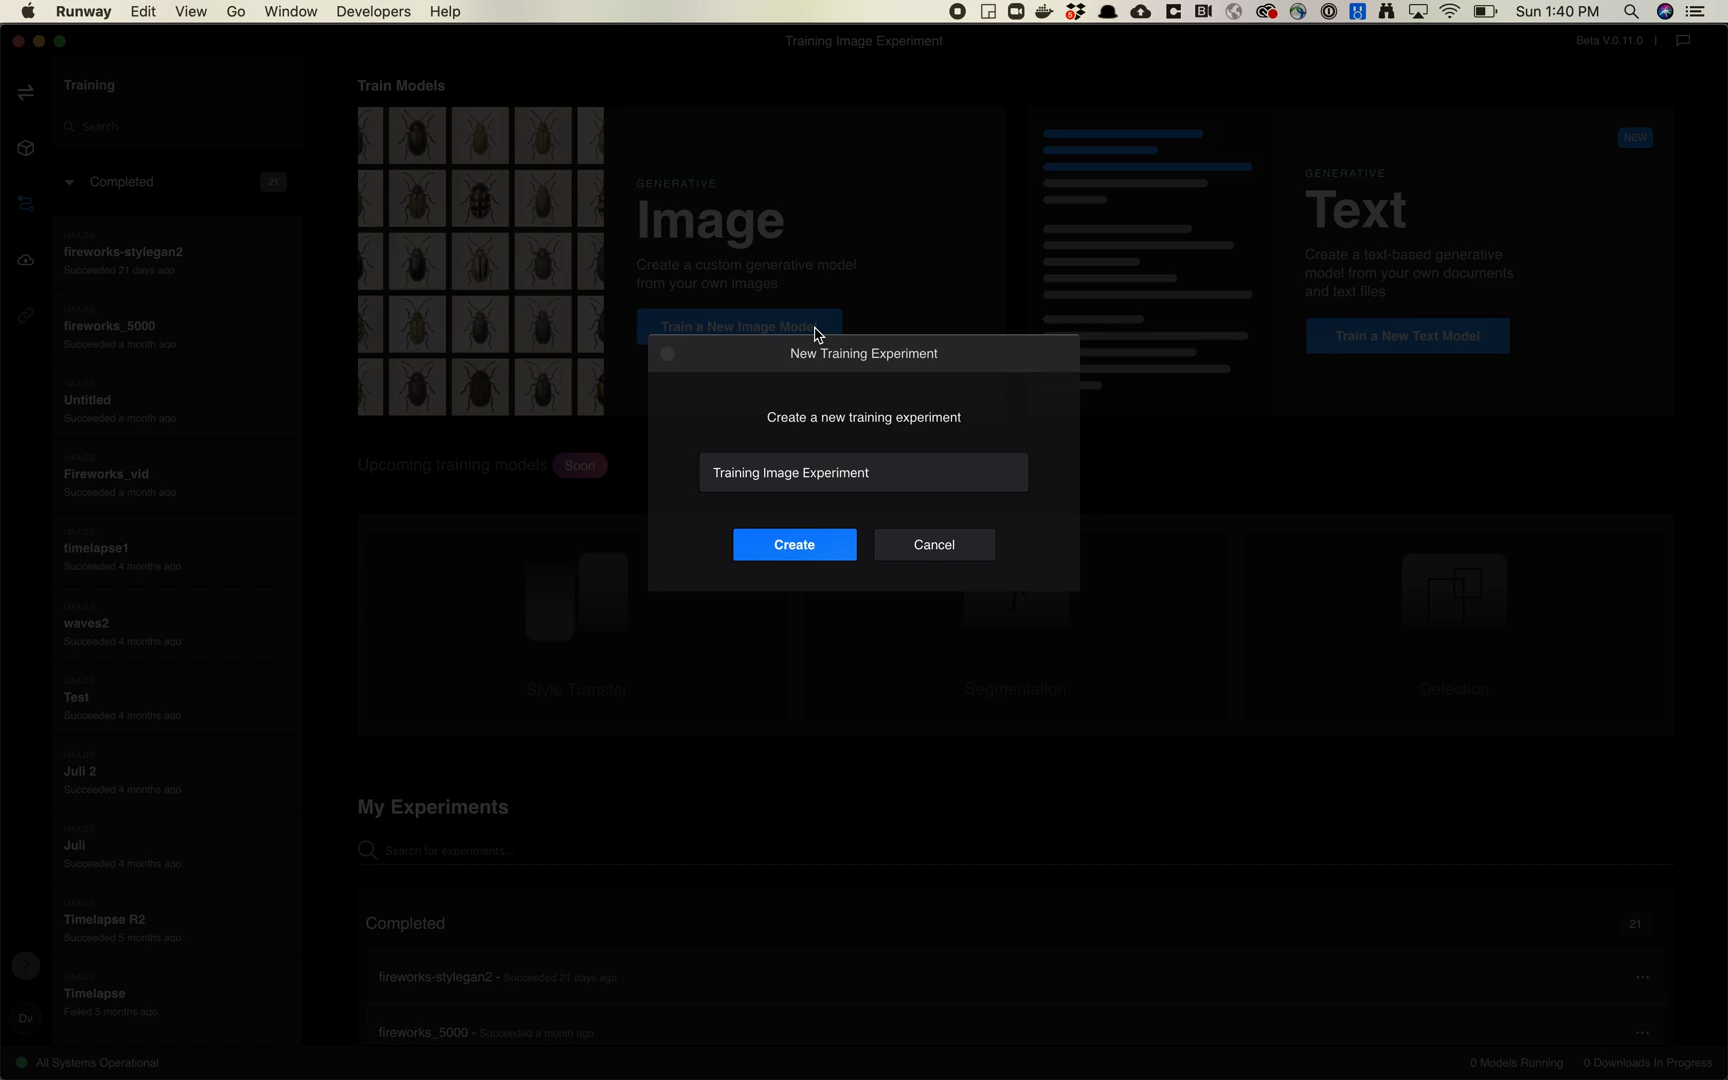 Runway Edit View Go Window Developers Help
Sun 1:40 PM
Training Image Experiment
Beta V.0.11.0 |
Training
Search
Completed 21
IMAGE
fireworks-stylegan2
Succeeded 21 days ago
IMAGE
fireworks_5000
Succeeded a month ago
IMAGE
Untitled
Succeeded a month ago
IMAGE
Fireworks_vid
Succeeded a month ago
IMAGE
timelapse1
Succeeded 4 months ago
IMAGE
waves2
Succeeded 4 months ago
IMAGE
Test
Succeeded 4 months ago
IMAGE
Juli 2
Succeeded 4 months ago
IMAGE
Juli
Succeeded 4 months ago
IMAGE
Timelapse R2
Succeeded 5 months ago
IMAGE
Timelapse
Failed 5 months ago
?
Dv
Train Models
GENERATIVE
Image
Create a custom generative model
from your own images
Train a New Image Model
NEW
GENERATIVE
Text
Create a text-based generative
model from your own documents
and text files
Train a New Text Model
New Training Experiment
Create a new training experiment
Training Image Experiment
Create Cancel
Upcoming training models Soon
Style Transfer
Segmentation
Detection
My Experiments
Search for experiments...
Completed 21
fireworks-stylegan2 - Succeeded 21 days ago
fireworks_5000 - Succeeded a month ago
All Systems Operational
0 Models Running 0 Downloads In Progress